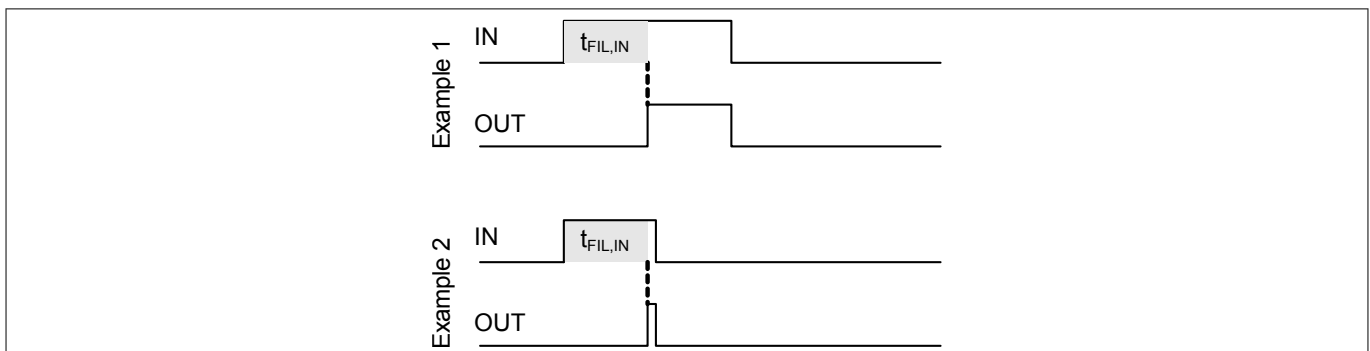 Example 1
IN
tFIL,IN
OUT
Example 2
IN
tFIL,IN
OUT